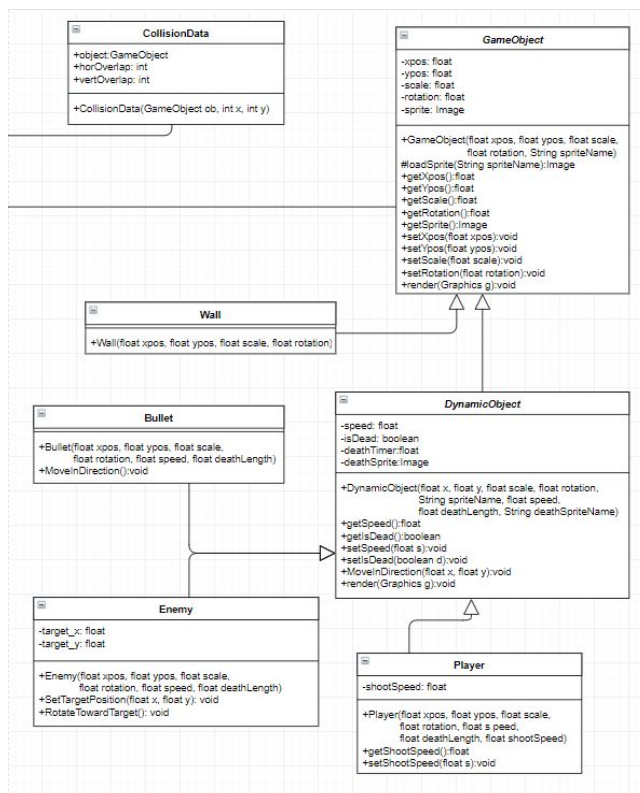 CollisionData
+object:GameObject
+horOverlap: int
+vertOverlap: int
+CollisionData(GameObject ob, int x, int y)
GameObject
-xpos: float
-ypos: float
-scale: float
-rotation: float
-sprite: Image
+GameObject(float xpos, float ypos, float scale,
float rotation, String spriteName)
#loadSprite(String spriteName):Image
+getXpos():float
+getYpos():float
+getScale():float
+getRotation():float
+getSprite():Image
+setXpos(float xpos):void
+setYpos(float ypos):void
+setScale(float scale):void
+setRotation(float rotation):void
+render(Graphics g):void
Wall
+Wall(float xpos, float ypos, float scale, float rotation)
Bullet
+Bullet(float xpos, float ypos, float scale,
float rotation, float speed, float deathLength)
+MoveInDirection():void
DynamicObject
-speed: float
-isDead: boolean
-deathTimer:float
-deathSprite:Image
+DynamicObject(float x, float y, float scale, float rotation,
String spriteName, float speed,
float deathLength, String deathSpriteName)
+getSpeed():float
+getIsDead():boolean
+setSpeed(float s):void
+setIsDead(boolean d):void
+MoveInDirection(float x, float y):void
+render(Graphics g):void
Enemy
-target_x: float
-target_y: float
+Enemy(float xpos, float ypos, float scale,
float rotation, float speed, float deathLength)
+SetTargetPosition(float x, float y): void
+RotateTowardTarget(): void
Player
-shootSpeed: float
+Player(float xpos, float ypos, float scale,
float rotation, float s peed,
float deathLength, float shootSpeed)
+getShootSpeed():float
+setShootSpeed(float s):void